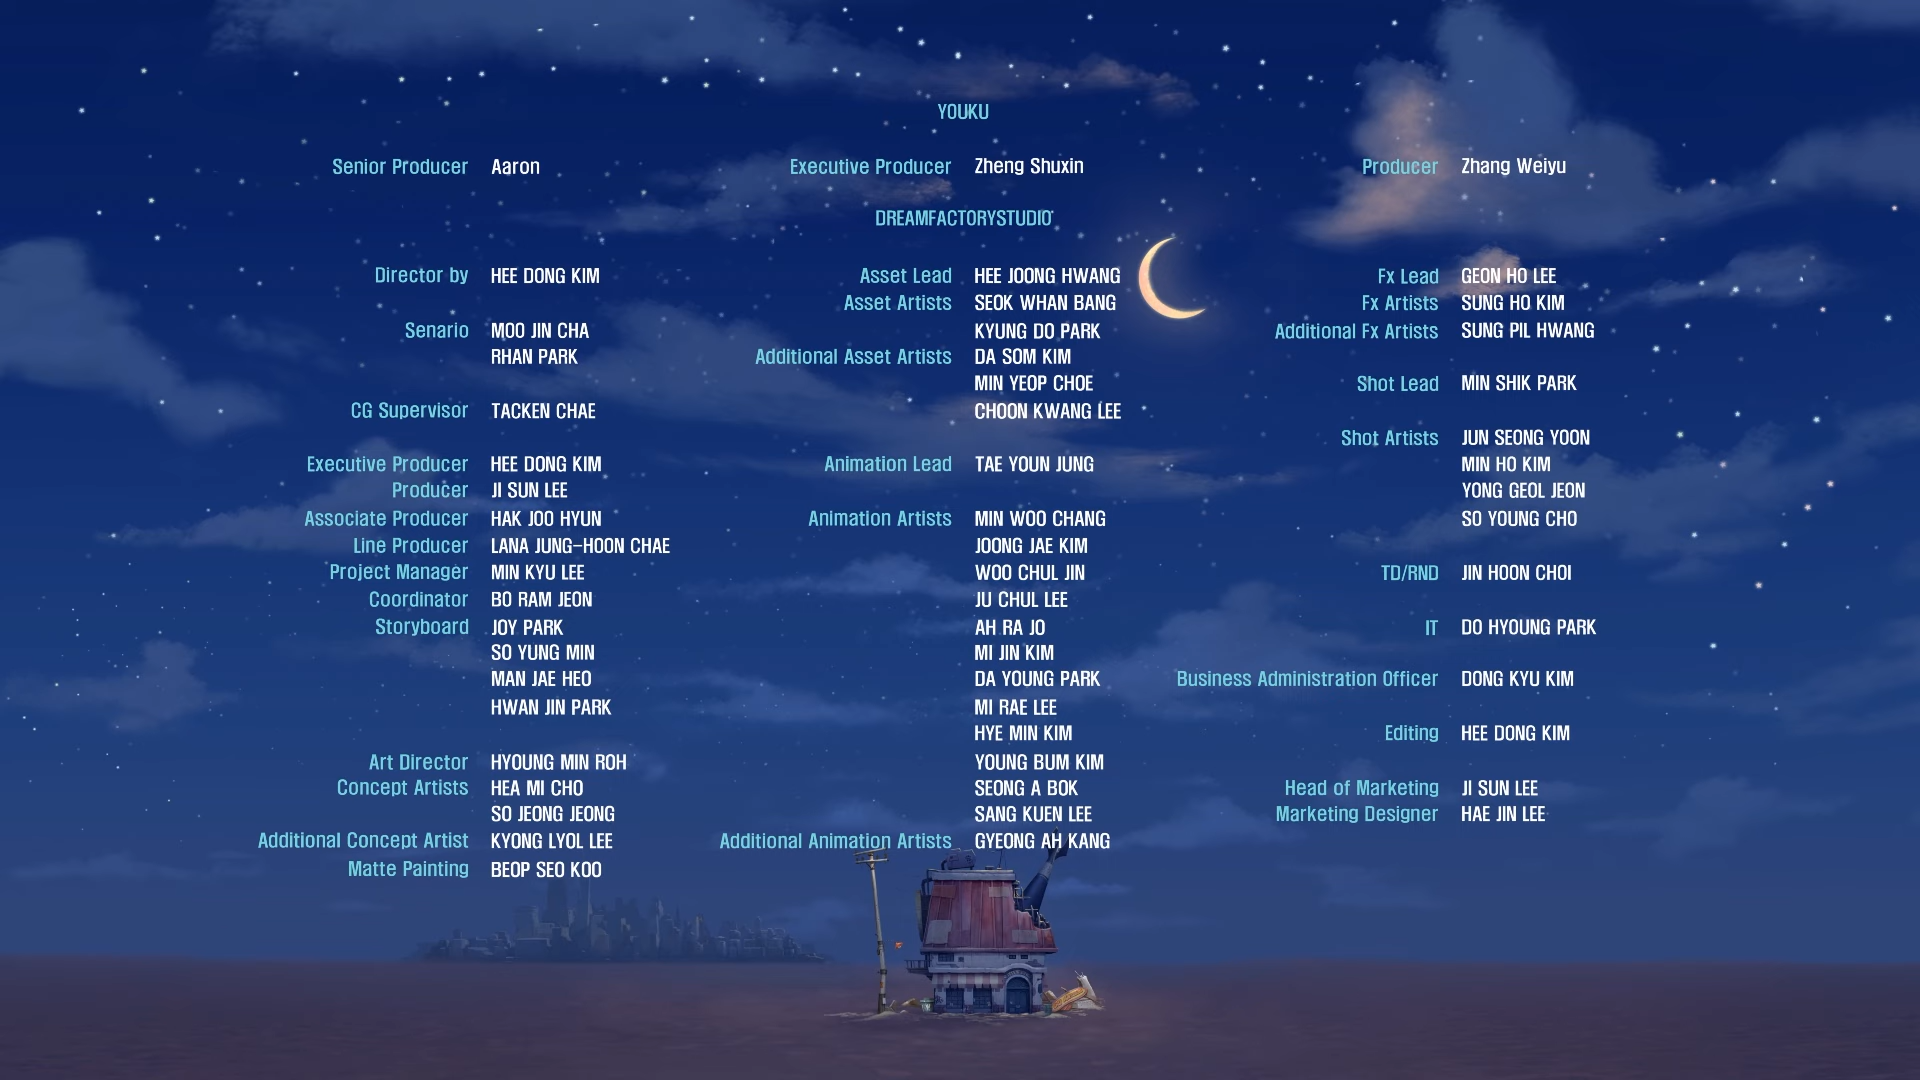 YOUKU
Senior Producer Aaron
Executive Producer Zheng Shuxin
Producer Zhang Weiyu
DREAMFACTORYSTUDIO
Director by HEE DONG KIM
Senario MOO JIN CHA
RHAN PARK
CG Supervisor TACKEN CHAE
Executive Producer HEE DONG KIM
Producer JI SUN LEE
Associate Producer HAK JOO HYUN
Line Producer LANA JUNG-HOON CHAE
Project Manager MIN KYU LEE
Coordinator BO RAM JEON
Storyboard JOY PARK
SO YUNG MIN
MAN JAE HEO
HWAN JIN PARK
Art Director HYOUNG MIN ROH
Concept Artists HEA MI CHO
SO JEONG JEONG
Additional Concept Artist KYONG LYOL LEE
Matte Painting BEOP SEO KOO
Asset Lead HEE JOONG HWANG
Asset Artists SEOK WHAN BANG
KYUNG DO PARK
Additional Asset Artists DA SOM KIM
MIN YEOP CHOE
CHOON KWANG LEE
Animation Lead TAE YOUN JUNG
Animation Artists MIN WOO CHANG
JOONG JAE KIM
WOO CHUL JIN
JU CHUL LEE
AH RA JO
MI JIN KIM
DA YOUNG PARK
MI RAE LEE
HYE MIN KIM
YOUNG BUM KIM
SEONG A BOK
SANG KUEN LEE
Additional Animation Artists GYEONG AH KANG
Fx Lead GEON HO LEE
Fx Artists SUNG HO KIM
Additional Fx Artists SUNG PIL HWANG
Shot Lead MIN SHIK PARK
Shot Artists JUN SEONG YOON
MIN HO KIM
YONG GEOL JEON
SO YOUNG CHO
TD/RND JIN HOON CHOI
IT DO HYOUNG PARK
Business Administration Officer DONG KYU KIM
Editing HEE DONG KIM
Head of Marketing JI SUN LEE
Marketing Designer HAE JIN LEE